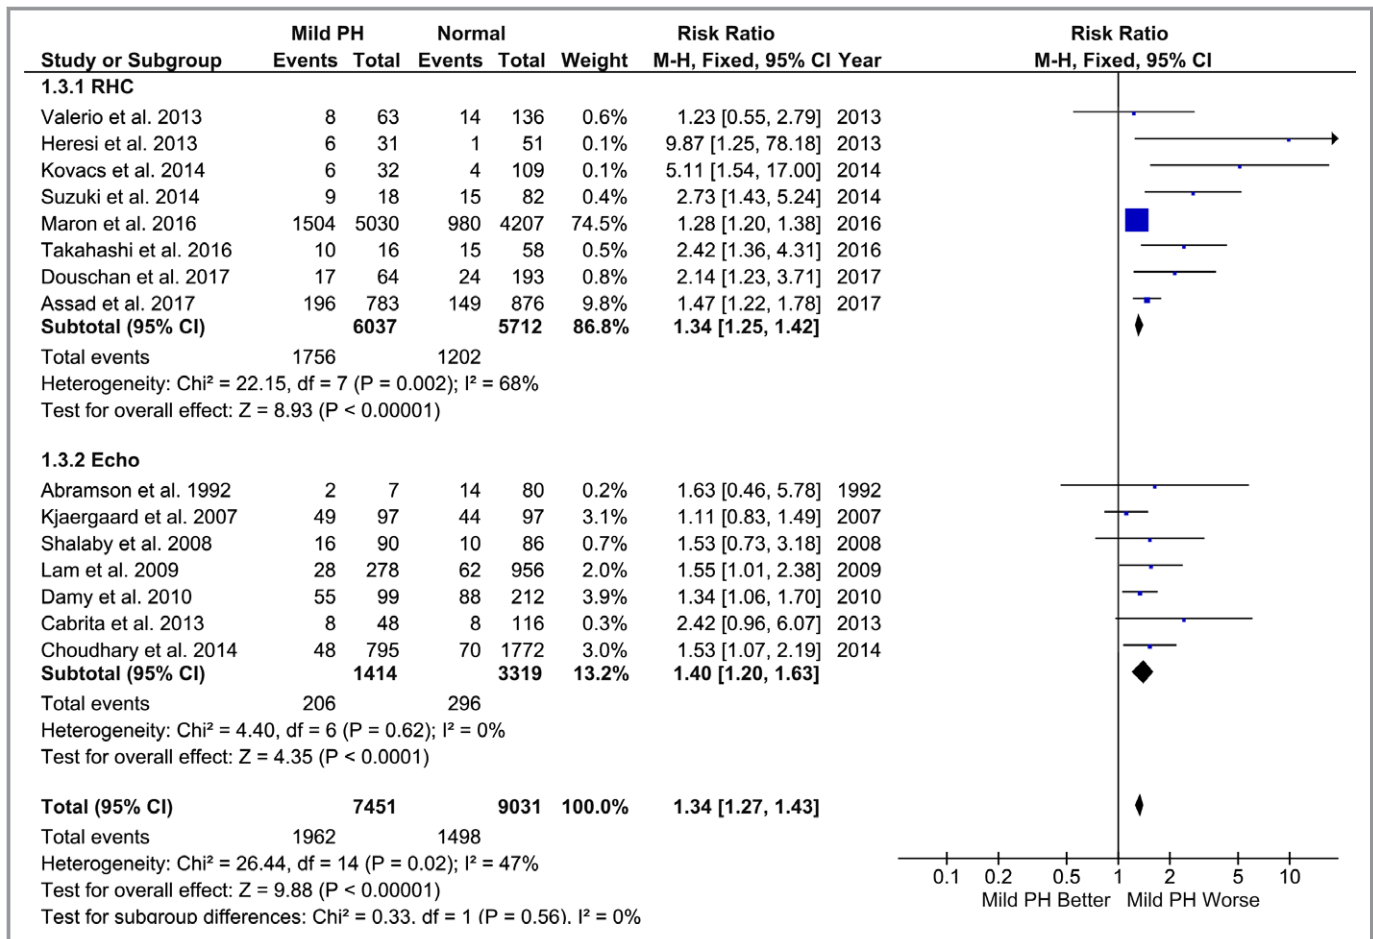 Mild PH Normal Risk Ratio Risk Ratio
Study or Subgroup Events Total Events Total Weight M-H, Fixed, 95% CI Year M-H, Fixed, 95% CI
1.3.1 RHC
Valerio et al. 2013 8 63 14 136 0.6% 1.23 [0.55, 2.79] 2013
Heresi et al. 2013 6 31 1 51 0.1% 9.87 [1.25, 78.18] 2013
Kovacs et al. 2014 6 32 4 109 0.1% 5.11 [1.54, 17.00] 2014
Suzuki et al. 2014 9 18 15 82 0.4% 2.73 [1.43, 5.24] 2014
Maron et al. 2016 1504 5030 980 4207 74.5% 1.28 [1.20, 1.38] 2016
Takahashi et al. 2016 10 16 15 58 0.5% 2.42 [1.36, 4.31] 2016
Douschan et al. 2017 17 64 24 193 0.8% 2.14 [1.23, 3.71] 2017
Assad et al. 2017 196 783 149 876 9.8% 1.47 [1.22, 1.78] 2017
Subtotal (95% CI) 6037 5712 86.8% 1.34 [1.25, 1.42]
Total events 1756 1202
Heterogeneity: Chi² = 22.15, df = 7 (P = 0.002); I² = 68%
Test for overall effect: Z = 8.93 (P < 0.00001)
1.3.2 Echo
Abramson et al. 1992 2 7 14 80 0.2% 1.63 [0.46, 5.78] 1992
Kjaergaard et al. 2007 49 97 44 97 3.1% 1.11 [0.83, 1.49] 2007
Shalaby et al. 2008 16 90 10 86 0.7% 1.53 [0.73, 3.18] 2008
Lam et al. 2009 28 278 62 956 2.0% 1.55 [1.01, 2.38] 2009
Damy et al. 2010 55 99 88 212 3.9% 1.34 [1.06, 1.70] 2010
Cabrita et al. 2013 8 48 8 116 0.3% 2.42 [0.96, 6.07] 2013
Choudhary et al. 2014 48 795 70 1772 3.0% 1.53 [1.07, 2.19] 2014
Subtotal (95% CI) 1414 3319 13.2% 1.40 [1.20, 1.63]
Total events 206 296
Heterogeneity: Chi² = 4.40, df = 6 (P = 0.62); I² = 0%
Test for overall effect: Z = 4.35 (P < 0.0001)
Total (95% CI) 7451 9031 100.0% 1.34 [1.27, 1.43]
Total events 1962 1498
Heterogeneity: Chi² = 26.44, df = 14 (P = 0.02); I² = 47%
Test for overall effect: Z = 9.88 (P < 0.00001)
Test for subgroup differences: Chi² = 0.33, df = 1 (P = 0.56), I² = 0%
0.1 0.2 0.5 1 2 5 10
Mild PH Better Mild PH Worse